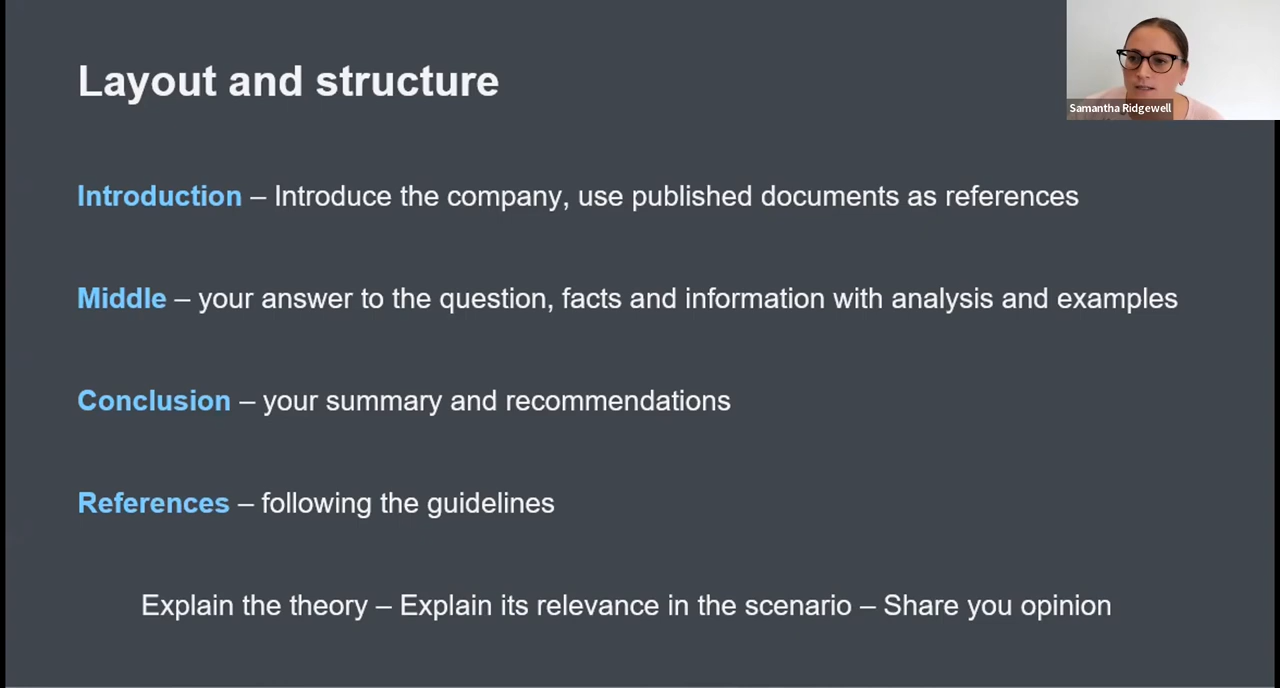 Layout and structure
Samantha Ridgewell
Introduction – Introduce the company, use published documents as references
Middle – your answer to the question, facts and information with analysis and examples
Conclusion – your summary and recommendations
References – following the guidelines
Explain the theory – Explain its relevance in the scenario – Share you opinion